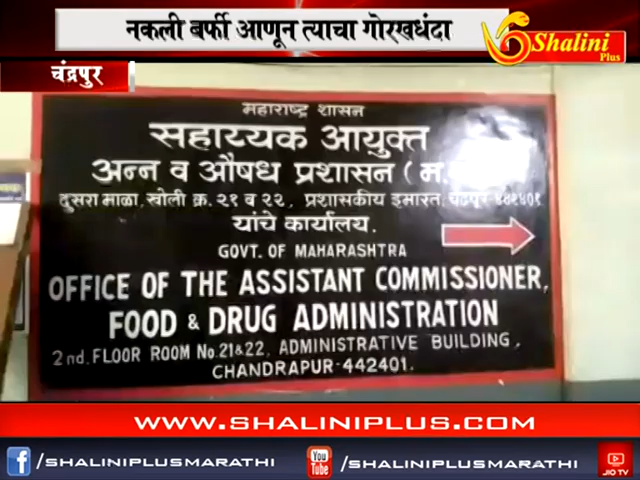 नकली बर्फी आणून त्याचा गोरखधंदा
Shalini
Plus
चंद्रपुर
महाराष्ट्र शासन
सहाय्यक आयुक्त
अन्न व औषध प्रशासन (म.
दुसरा माळा, खोली क्र. २१ व २२, प्रशासकीय इमारत, चंद्रपूर-४४२४०१
यांचे कार्यालय.
GOVT. OF MAHARASHTRA
OFFICE OF THE ASSISTANT COMMISSIONER,
FOOD & DRUG ADMINISTRATION
2nd. FLOOR ROOM No. 21&22, ADMINISTRATIVE BUILDING,
CHANDRAPUR-442401.
WWW.SHALINIPLUS.COM
f /SHALINIPLUSMARATHI You Tube /SHALINIPLUSMARATHI JIO TV